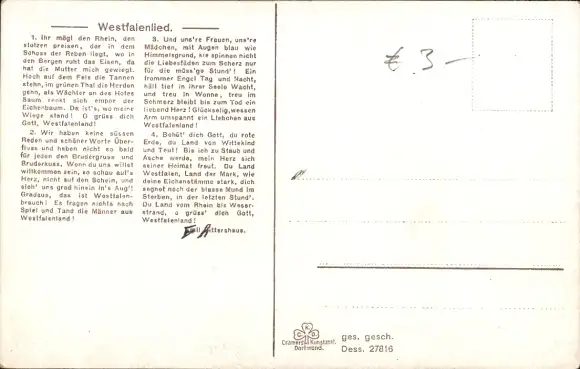 Westfalenlied.
1. Ihr mögt den Rhein, den
stolzen preisen, der in dem
Schoss der Reben liegt, wo in
den Bergen ruht das Eisen, da
hat die Mutter mich gewiegt.
Hoch auf dem Fels die Tannen
stehn, im grünen Thal die Herden
gehn, als Wächter an des Hofes
Saum reckt sich empor der
Eichenbaum. Da ist's, wo meine
Wiege stand! O grüss dich
Gott, Westfalenland!
2. Wir haben keine süssen
Reden und schöner Worte Über-
fluss und haben nicht so bald
für jeden den Brudergruss und
Bruderkuss. Wenn du uns willst
willkommen sein, so schau auf's
Herz, nicht auf den Schein, und
sieh' uns grad hinein in's Aug'!
Gradaus, das ist Westfalen-
brauch! Es fragen nichts nach
Spiel und Tand die Männer aus
Westfalenland!
3. Und uns're Frauen, uns're
Mädchen, mit Augen blau wie
Himmelsgrund, sie spinnen nicht
die Liebesfäden zum Scherz nur
für die müss'ge Stund'! Ein
frommer Engel Tag und Nacht,
hält tief in ihrer Seele Wacht,
und treu in Wonne, treu im
Schmerz bleibt bis zum Tod ein
liebend Herz! Glückselig, wessen
Arm umspannt ein Liebchen aus
Westfalenland!
4. Behüt' dich Gott, du rote
Erde, du Land von Wittekind
und Teut! Bis ich zu Staub und
Asche werde, mein Herz sich
seiner Heimat freut. Du Land
Westfalen, Land der Mark, wie
deine Eichenstämme stark, dich
segnet noch der blasse Mund im
Sterben, in der letzten Stund'.
Du Land vom Rhein bis Weser-
strand, o grüss' dich Gott,
Westfalenland!
Emil Rittershaus.
€ 3 -
C K D
Cramers Kunstanst.
Dortmund.
ges. gesch.
Dess. 27816